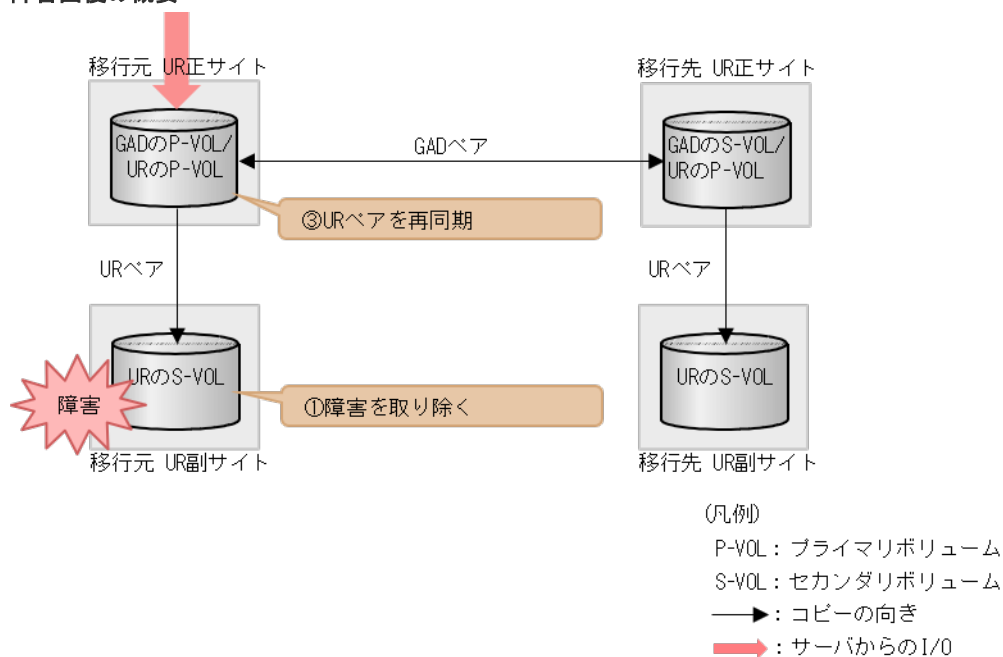 移行元 UR正サイト
移行先 UR正サイト
GADのP-VOL/
URのP-VOL
GADペア
GADのS-VOL/
URのP-VOL
③URペアを再同期
URペア
URペア
URのS-VOL
URのS-VOL
障害
①障害を取り除く
移行元 UR副サイト
移行先 UR副サイト
(凡例)
P-VOL：プライマリボリューム
S-VOL：セカンダリボリューム
：コピーの向き
：サーバからのI/O